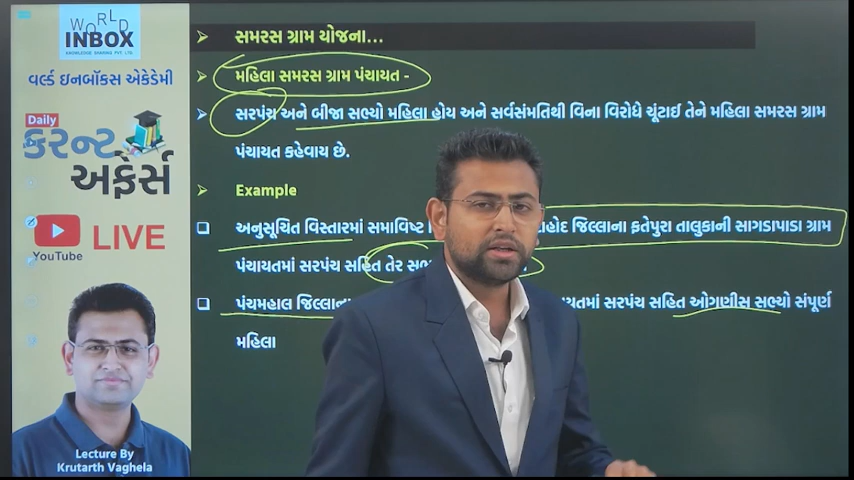 WORLD
INBOX
KNOWLEDGE SHARING PVT. LTD.
વર્લ્ડ ઇનબૉકસ એકેડેમી
Daily
કરન્ટ
અફેર્સ
LIVE
YouTube
Lecture By
Krutarth Vaghela
સમરસ ગ્રામ યોજના...
મહિલા સમરસ ગ્રામ પંચાયત -
સરપંચ અને બીજા સભ્યો મહિલા હોય અને સર્વસંમતિથી વિના વિરોધે ચૂંટાઈ તેને મહિલા સમરસ ગ્રામ
પંચાયત કહેવાય છે.
Example
અનુસૂચિત વિસ્તારમાં સમાવિષ્ટ જિલ્લાના ફતેપુરા તાલુકાની સાગડાપાડા ગ્રામ
પંચાયતમાં સરપંચ સહિત તેર
પંચમહાલ જિલ્લાના સરપંચ સહિત ઓગણીસ સભ્યો સંપૂર્ણ
મહિલા